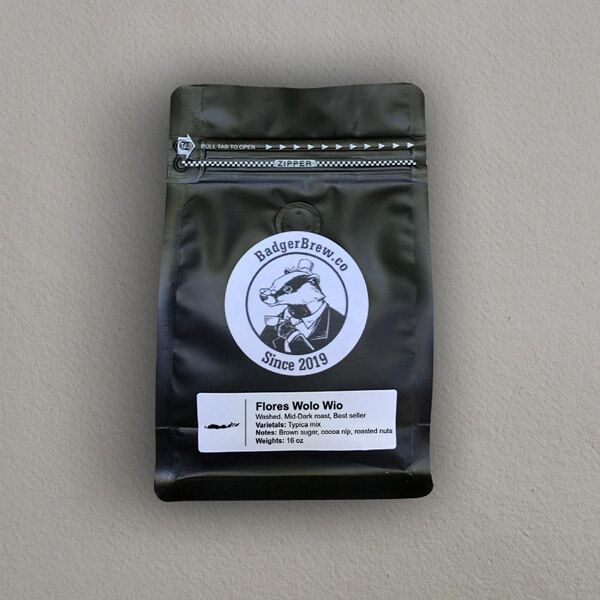 TAB PULL TAB TO OPEN
ZIPPER
BadgerBrew.co
Since 2019
Flores Wolo Wio
Washed, Mid-Dark roast, Best seller
Varietals: Typica mix
Notes: Brown sugar, cocoa nip, roasted nuts
Weights: 16 oz